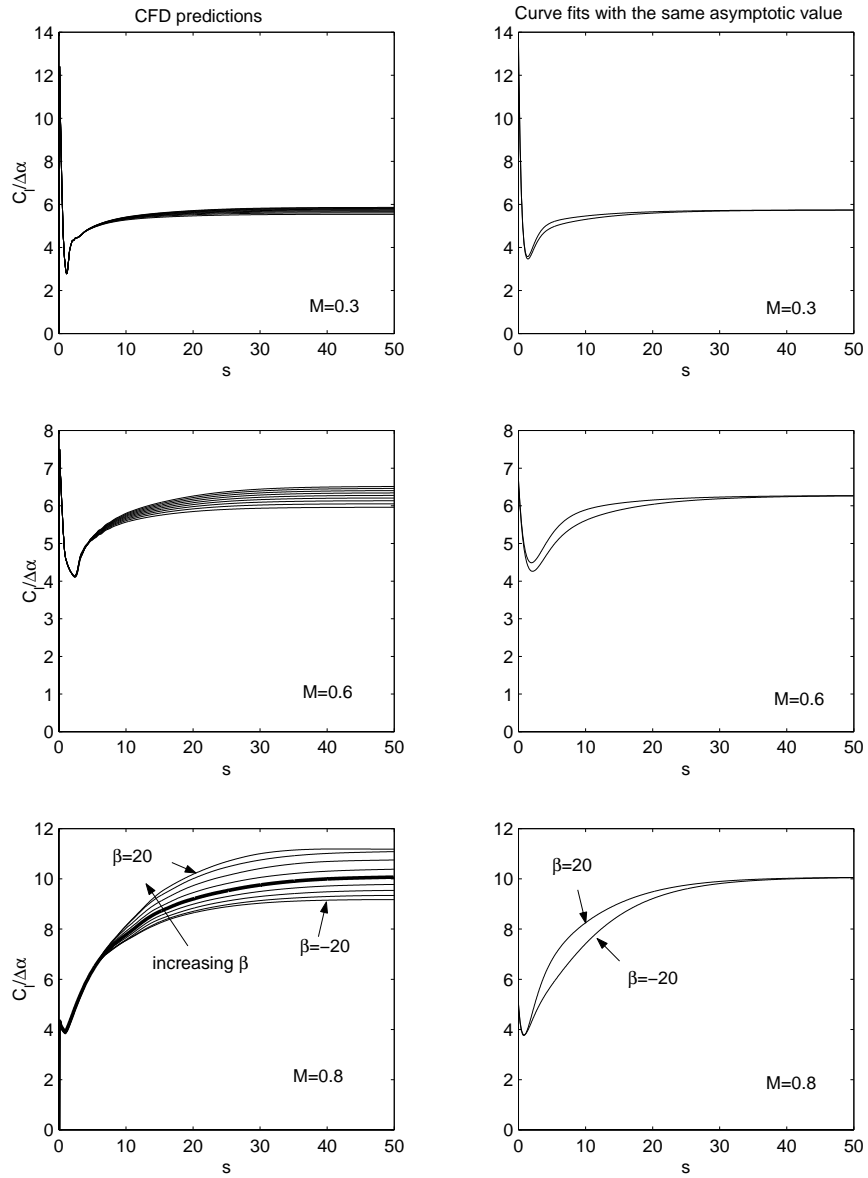 CFD predictions
14
12
10
8
6
4
2
0
C_l/Δα
M=0.3
0 10 20 30 40 50
s
Curve fits with the same asymptotic value
14
12
10
8
6
4
2
0
M=0.3
0 10 20 30 40 50
s
8
7
6
5
4
3
2
1
0
C_l/Δα
M=0.6
0 10 20 30 40 50
s
8
7
6
5
4
3
2
1
0
M=0.6
0 10 20 30 40 50
s
12
10
8
6
4
2
0
C_l/Δα
β=20
increasing β
β=−20
M=0.8
0 10 20 30 40 50
s
12
10
8
6
4
2
0
β=20
β=−20
M=0.8
0 10 20 30 40 50
s